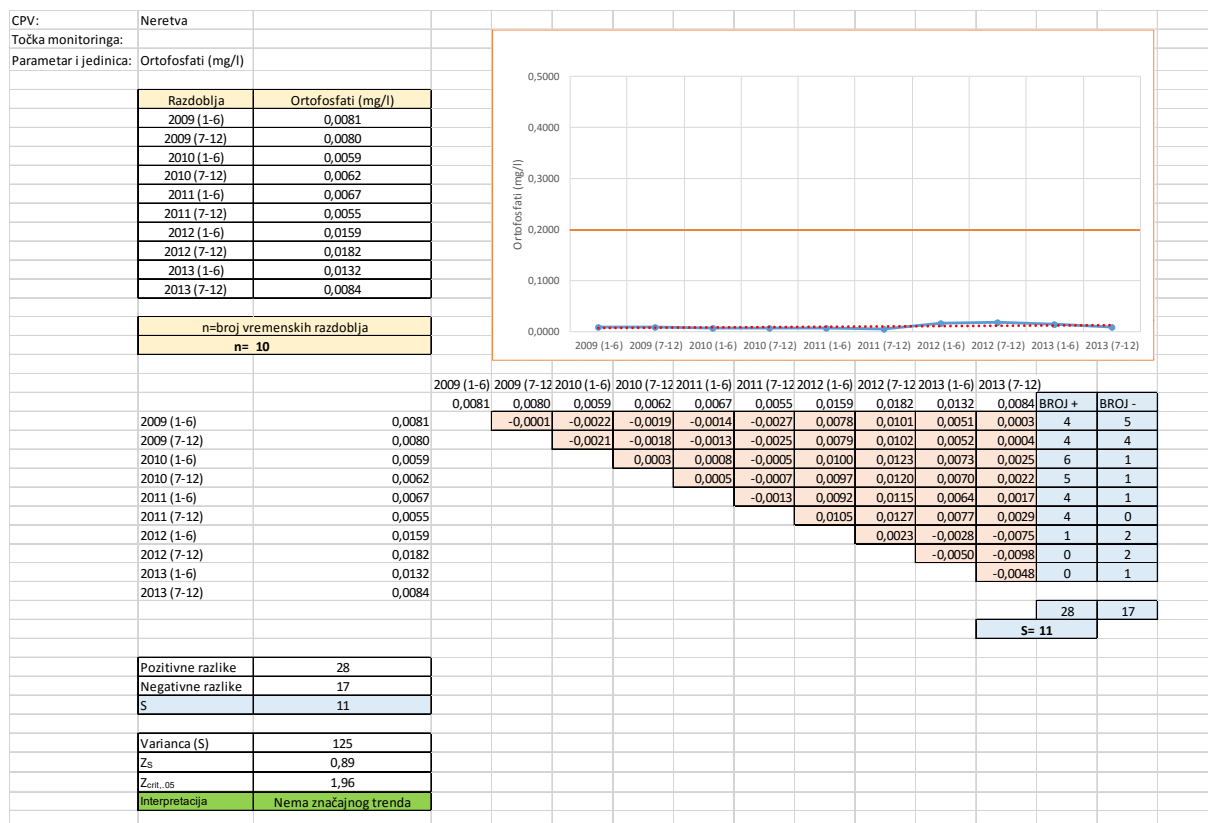 CPV: Neretva
Točka monitoringa:
Parametar i jedinica: Ortofosfati (mg/l)
Razdoblja Ortofosfati (mg/l)
2009 (1-6) 0,0081
2009 (7-12) 0,0080
2010 (1-6) 0,0059
2010 (7-12) 0,0062
2011 (1-6) 0,0067
2011 (7-12) 0,0055
2012 (1-6) 0,0159
2012 (7-12) 0,0182
2013 (1-6) 0,0132
2013 (7-12) 0,0084
n=broj vremenskih razdoblja
n= 10
Ortofosfati (mg/l)
0,5000
0,4000
0,3000
0,2000
0,1000
0,0000
2009 (1-6) 2009 (7-12) 2010 (1-6) 2010 (7-12) 2011 (1-6) 2011 (7-12) 2012 (1-6) 2012 (7-12) 2013 (1-6) 2013 (7-12)
2009 (1-6) 2009 (7-12 2010 (1-6) 2010 (7-12 2011 (1-6) 2011 (7-12 2012 (1-6) 2012 (7-12 2013 (1-6) 2013 (7-12)
0,0081 0,0080 0,0059 0,0062 0,0067 0,0055 0,0159 0,0182 0,0132 0,0084 BROJ + BROJ -
2009 (1-6) 0,0081 -0,0001 -0,0022 -0,0019 -0,0014 -0,0027 0,0078 0,0101 0,0051 0,0003 4 5
2009 (7-12) 0,0080 -0,0021 -0,0018 -0,0013 -0,0025 0,0079 0,0102 0,0052 0,0004 4 4
2010 (1-6) 0,0059 0,0003 0,0008 -0,0005 0,0100 0,0123 0,0073 0,0025 6 1
2010 (7-12) 0,0062 0,0005 -0,0007 0,0097 0,0120 0,0070 0,0022 5 1
2011 (1-6) 0,0067 -0,0013 0,0092 0,0115 0,0064 0,0017 4 1
2011 (7-12) 0,0055 0,0105 0,0127 0,0077 0,0029 4 0
2012 (1-6) 0,0159 0,0023 -0,0028 -0,0075 1 2
2012 (7-12) 0,0182 -0,0050 -0,0098 0 2
2013 (1-6) 0,0132 -0,0048 0 1
2013 (7-12) 0,0084
28 17
S= 11
Pozitivne razlike 28
Negativne razlike 17
S 11
Varianca (S) 125
Zs 0,89
Zcrit,.05 1,96
Interpretacija Nema značajnog trenda